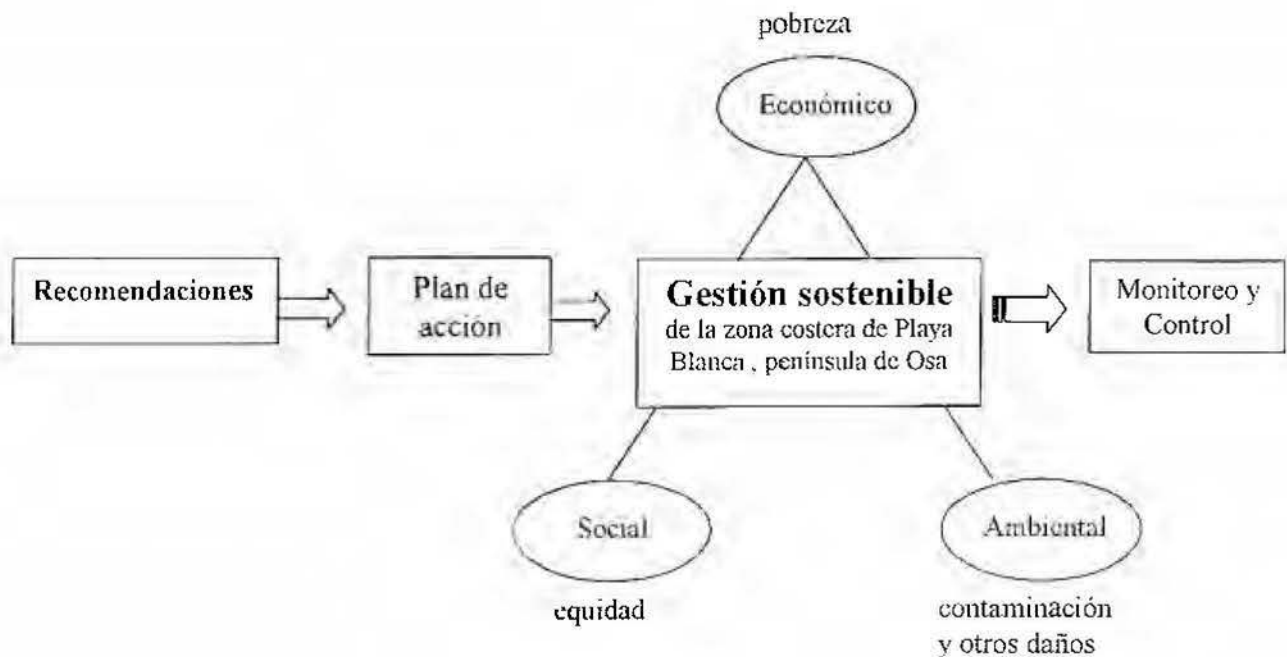 pobreza
Económico
Recomendaciones
Plan de
acción
Gestión sostenible
de la zona costera de Playa
Blanca , península de Osa
Monitoreo y
Control
Social
Ambiental
equidad
contaminación
y otros daños